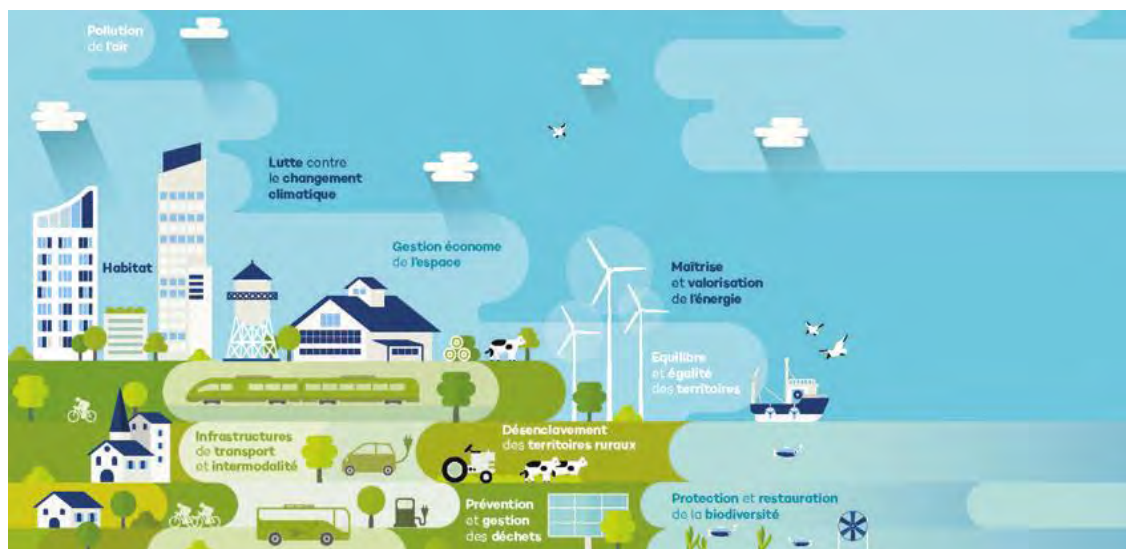 Pollution
de l'air
Lutte contre
le changement
climatique
Gestion économe
de l'espace
Habitat
Maîtrise
et valorisation
de l'énergie
Equilibre
et égalité
des territoires
Infrastructures
de transport
et intermodalité
Désenclavement
des territoires ruraux
Prévention
et gestion
des déchets
Protection et restauration
de la biodiversité